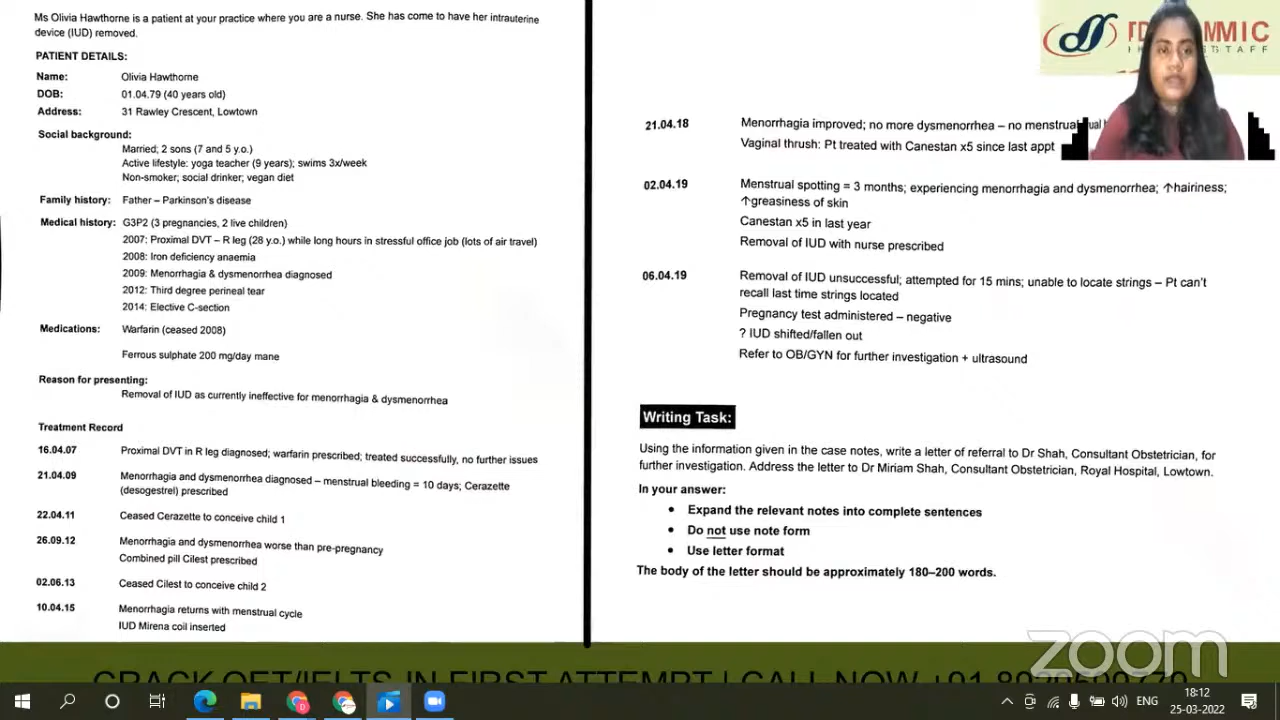 Ms Olivia Hawthorne is a patient at your practice where you are a nurse. She has come to have her intrauterine
device (IUD) removed.
PATIENT DETAILS:
Name: Olivia Hawthorne
DOB: 01.04.79 (40 years old)
Address: 31 Rawley Crescent, Lowtown
Social background:
Married; 2 sons (7 and 5 y.o.)
Active lifestyle: yoga teacher (9 years); swims 3x/week
Non-smoker; social drinker; vegan diet
Family history: Father – Parkinson's disease
Medical history: G3P2 (3 pregnancies, 2 live children)
2007: Proximal DVT – R leg (28 y.o.) while long hours in stressful office job (lots of air travel)
2008: Iron deficiency anaemia
2009: Menorrhagia & dysmenorrhea diagnosed
2012: Third degree perineal tear
2014: Elective C-section
Medications: Warfarin (ceased 2008)
Ferrous sulphate 200 mg/day mane
Reason for presenting:
Removal of IUD as currently ineffective for menorrhagia & dysmenorrhea
Treatment Record
16.04.07 Proximal DVT in R leg diagnosed; warfarin prescribed; treated successfully, no further issues
21.04.09 Menorrhagia and dysmenorrhea diagnosed – menstrual bleeding = 10 days; Cerazette
(desogestrel) prescribed
22.04.11 Ceased Cerazette to conceive child 1
26.09.12 Menorrhagia and dysmenorrhea worse than pre-pregnancy
Combined pill Cilest prescribed
02.06.13 Ceased Cilest to conceive child 2
10.04.15 Menorrhagia returns with menstrual cycle
IUD Mirena coil inserted
21.04.18 Menorrhagia improved; no more dysmenorrhea – no menstrual
Vaginal thrush: Pt treated with Canestan x5 since last appt
02.04.19 Menstrual spotting = 3 months; experiencing menorrhagia and dysmenorrhea; ↑hairiness;
↑greasiness of skin
Canestan x5 in last year
Removal of IUD with nurse prescribed
06.04.19 Removal of IUD unsuccessful; attempted for 15 mins; unable to locate strings – Pt can't
recall last time strings located
Pregnancy test administered – negative
? IUD shifted/fallen out
Refer to OB/GYN for further investigation + ultrasound
Writing Task:
Using the information given in the case notes, write a letter of referral to Dr Shah, Consultant Obstetrician, for
further investigation. Address the letter to Dr Miriam Shah, Consultant Obstetrician, Royal Hospital, Lowtown.
In your answer:
• Expand the relevant notes into complete sentences
• Do not use note form
• Use letter format
The body of the letter should be approximately 180–200 words.
zoom
CRACK OET/IELTS IN FIRST ATTEMPT | CALL NOW +91
ENG
18:12
25-03-2022